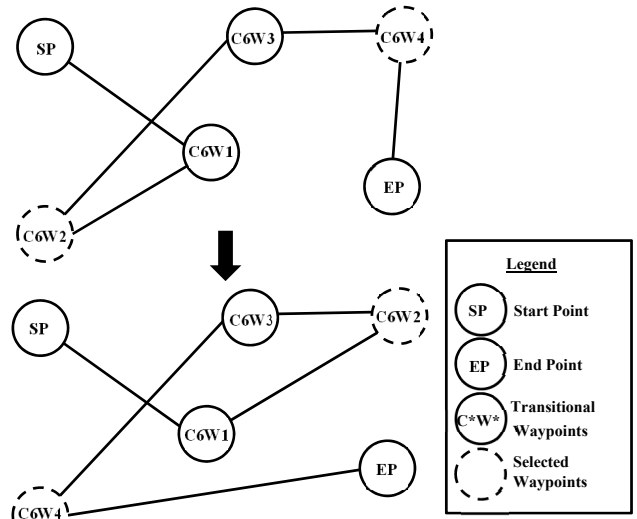 SP
C6W3
C6W4
C6W1
EP
C6W2
SP
C6W3
C6W2
C6W1
EP
C6W4
Legend
SP Start Point
EP End Point
C*W* Transitional
Waypoints
Selected
Waypoints